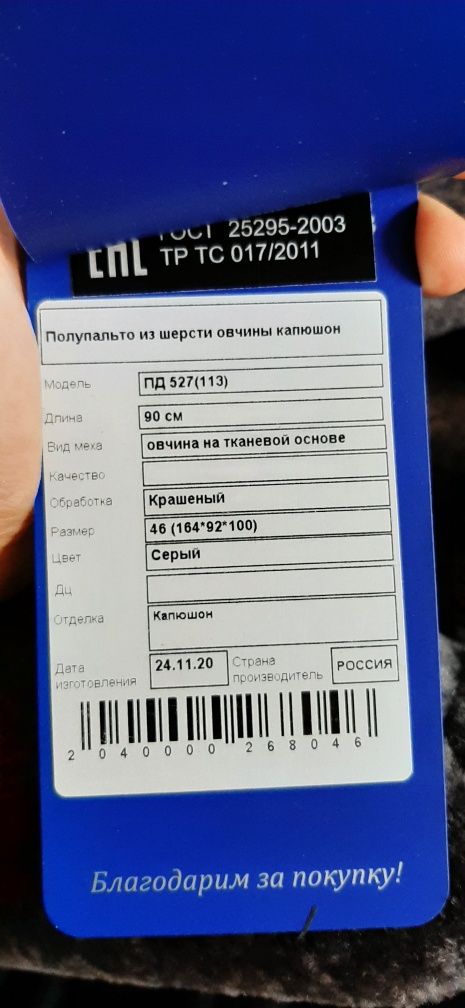 ЕАС ГОСТ 25295-2003
ТР ТС 017/2011
Полупальто из шерсти овчины капюшон
Модель ПД 527(113)
Длина 90 см
Вид меха овчина на тканевой основе
Качество
Обработка Крашеный
Размер 46 (164*92*100)
Цвет Серый
Дц
Отделка Капюшон
Дата изготовления 24.11.20 Страна производитель РОССИЯ
2 040000 268046
Благодарим за покупку!